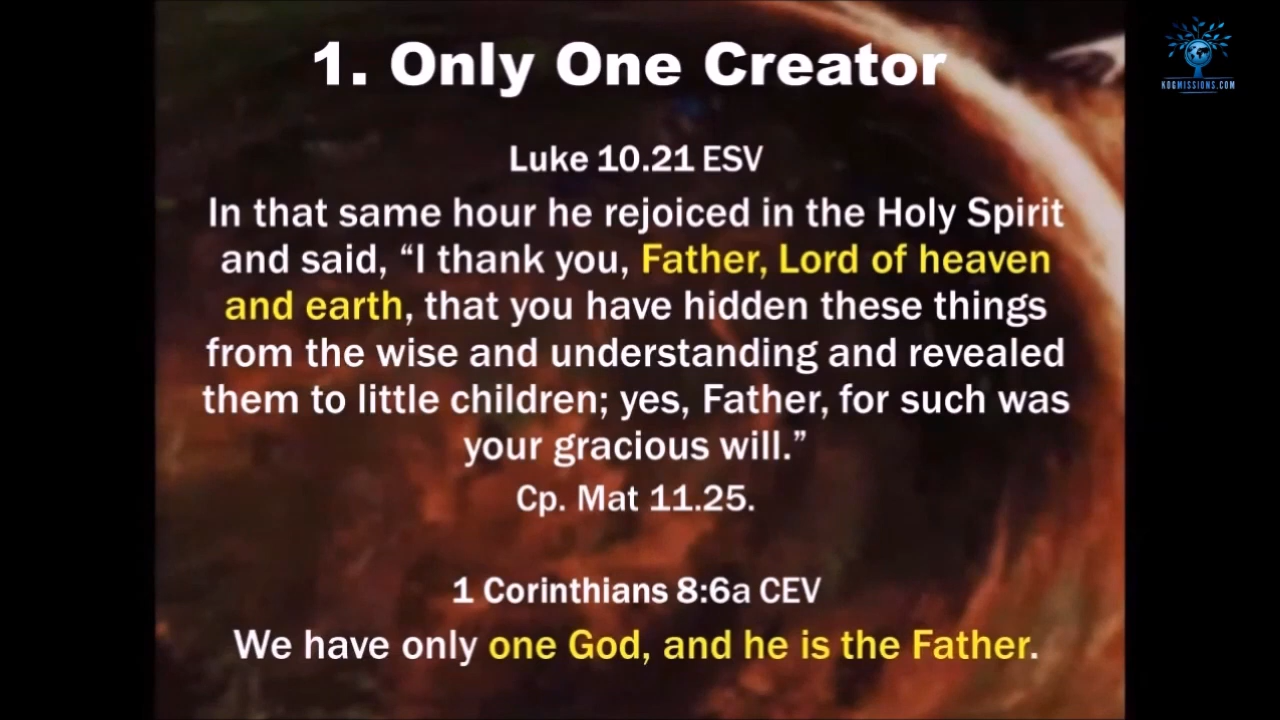 1. Only One Creator
KOGMISSIONS.COM
Luke 10.21 ESV
In that same hour he rejoiced in the Holy Spirit
and said, “I thank you, Father, Lord of heaven
and earth, that you have hidden these things
from the wise and understanding and revealed
them to little children; yes, Father, for such was
your gracious will.”
Cp. Mat 11.25.
1 Corinthians 8:6a CEV
We have only one God, and he is the Father.